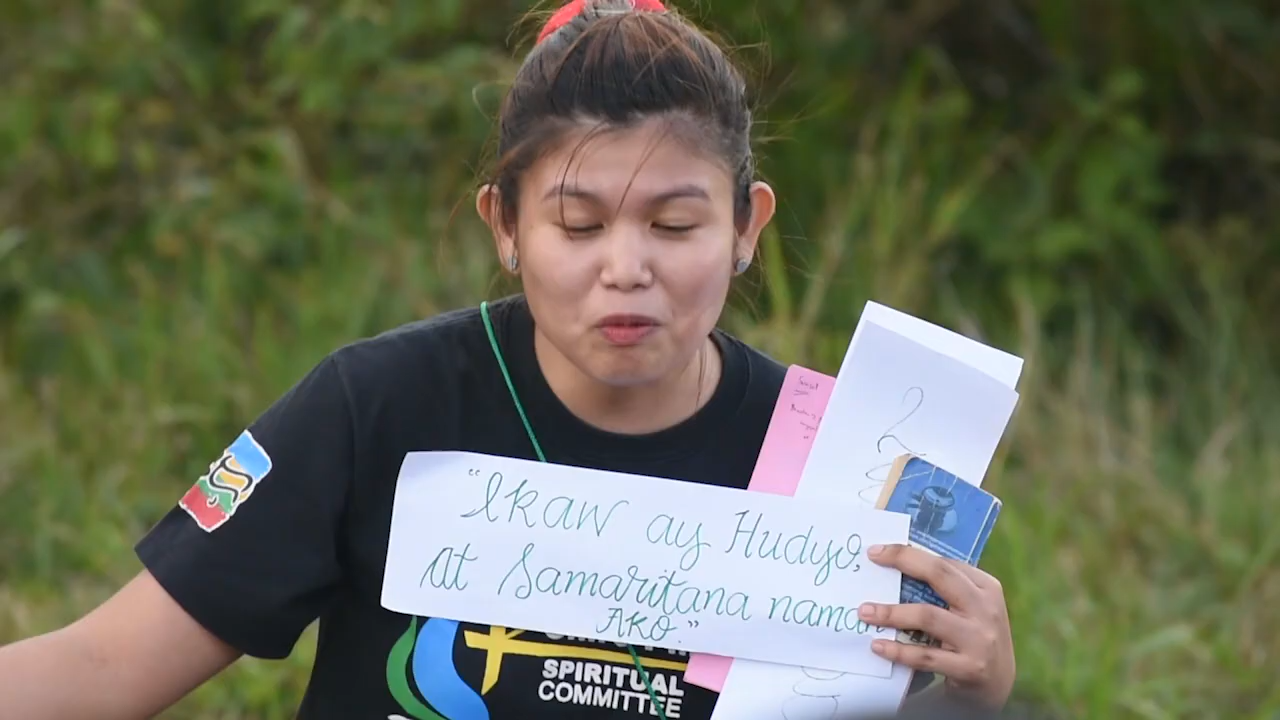 "Ikaw ay Hudyo,
at Samaritana naman
Ako."
SPIRITUAL
COMMITTEE